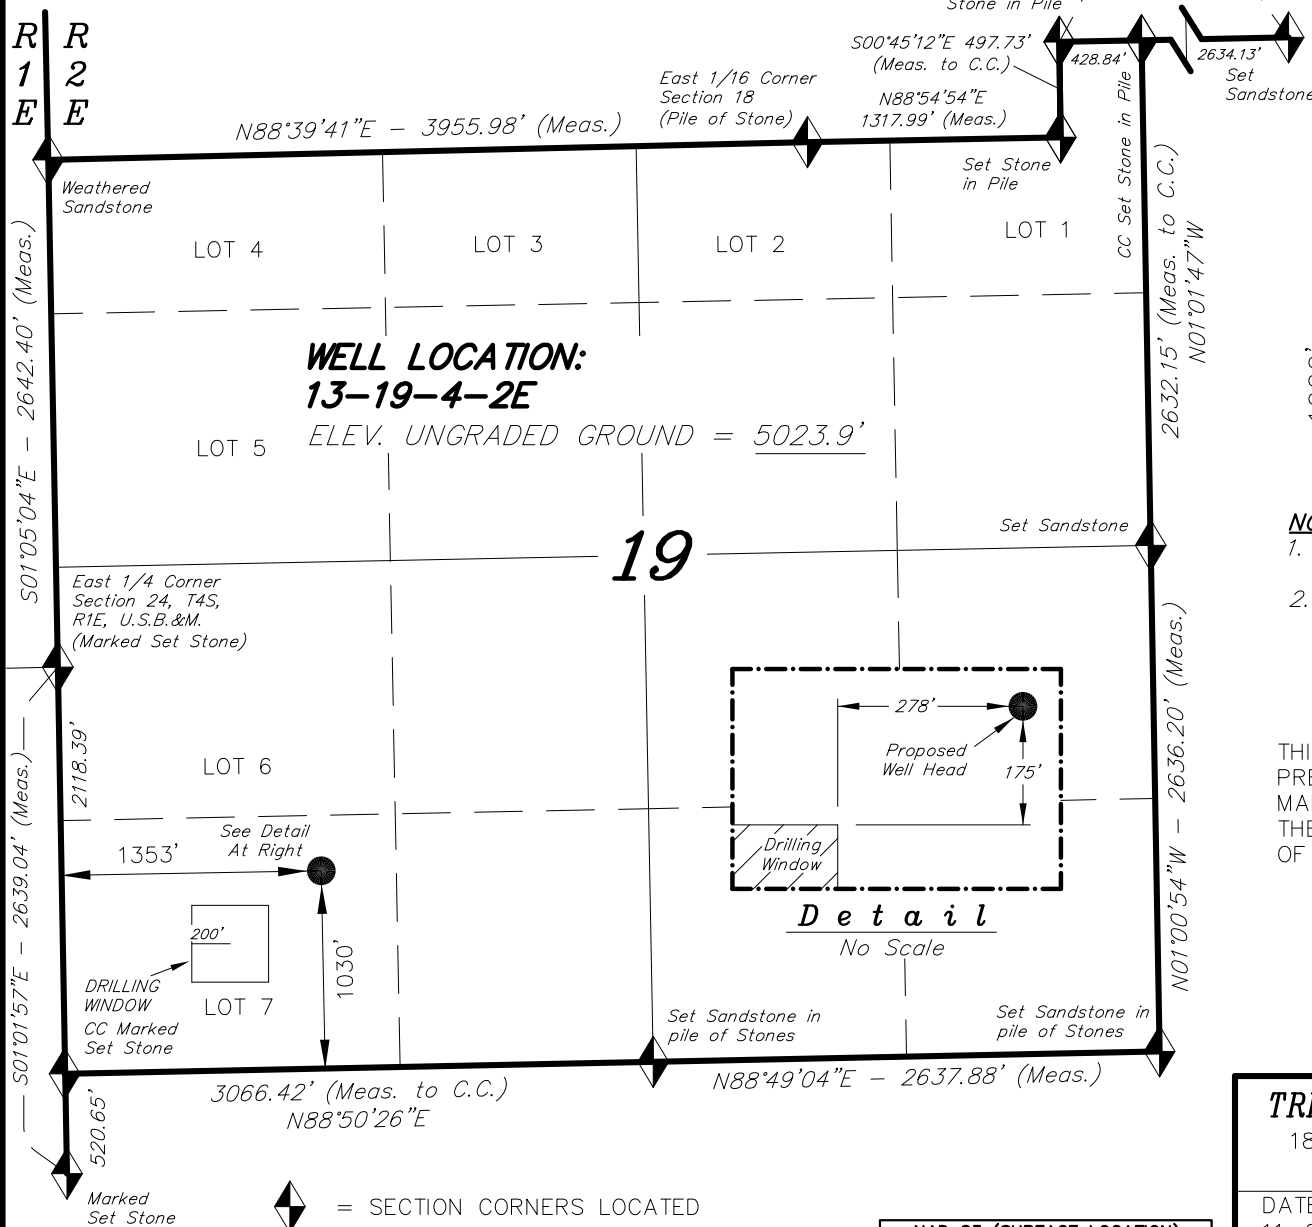 Stone in Pile
R R
1 2
E E
S00°45'12"E 497.73'
(Meas. to C.C.)
428.84'
2634.13'
Set
Sandstone
East 1/16 Corner
Section 18
(Pile of Stone)
N88°54'54"E
1317.99' (Meas.)
N88°39'41"E - 3955.98' (Meas.)
CC Set Stone in Pile
Set Stone
in Pile
Weathered
Sandstone
LOT 4
LOT 3
LOT 2
LOT 1
S01°05'04"E - 2642.40' (Meas.)
2632.15' (Meas. to C.C.)
N01°01'47"W
WELL LOCATION:
13-19-4-2E
ELEV. UNGRADED GROUND = 5023.9'
LOT 5
19
Set Sandstone
1.
2.
East 1/4 Corner
Section 24, T4S,
R1E, U.S.B.&M.
(Marked Set Stone)
278'
Proposed
Well Head
175'
Drilling
Window
Detail
No Scale
N01°00'54"W - 2636.20' (Meas.)
2118.39'
S01°01'57"E - 2639.04' (Meas.)
LOT 6
See Detail
At Right
1353'
200'
1030'
DRILLING
WINDOW
LOT 7
CC Marked
Set Stone
Set Sandstone in
pile of Stones
Set Sandstone in
pile of Stones
3066.42' (Meas. to C.C.)
N88°50'26"E
N88°49'04"E - 2637.88' (Meas.)
520.65'
Marked
Set Stone
= SECTION CORNERS LOCATED
THE
OF